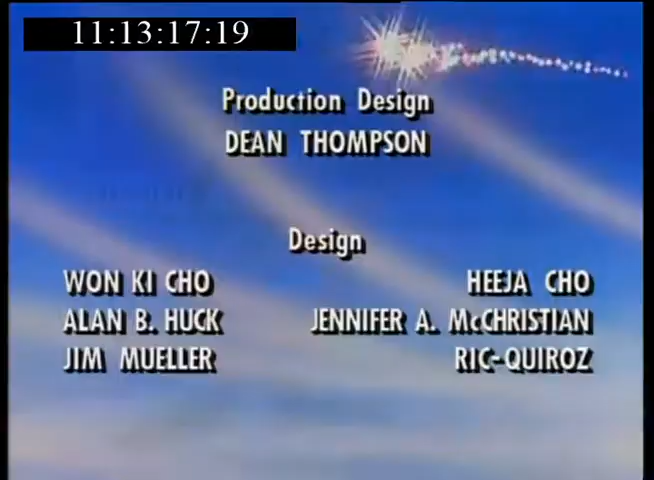 11:13:17:19
Production Design
DEAN THOMPSON
Design
WON KI CHO HEEJA CHO
ALAN B. HUCK JENNIFER A. McCHRISTIAN
JIM MUELLER RIC-QUIROZ